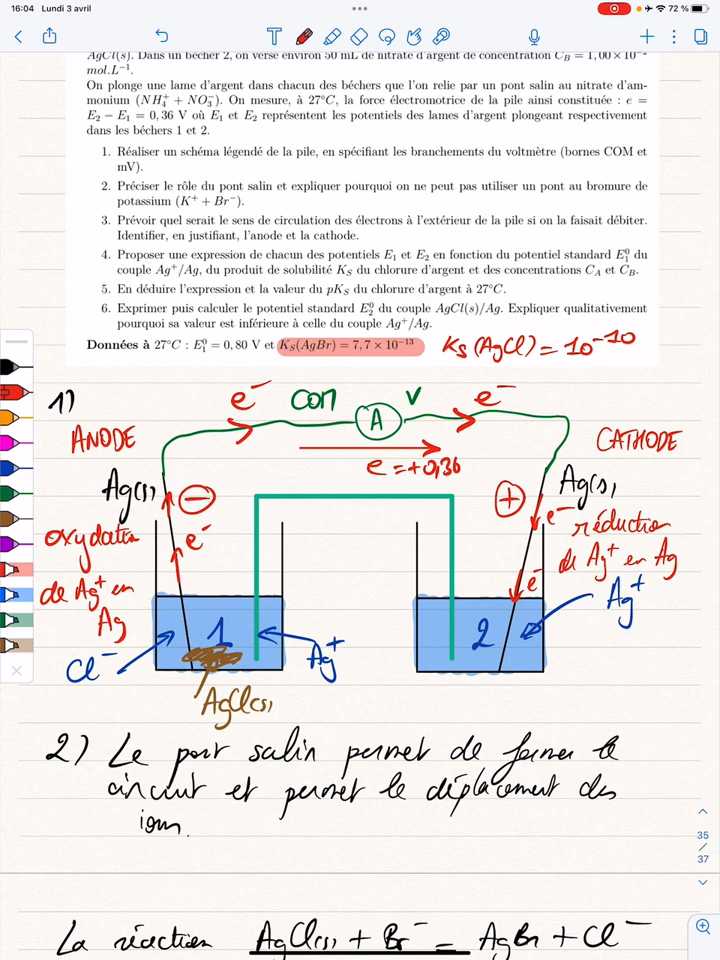 16:04 Lundi 3 avril
72 %
AgCl(s). Dans un bécher 2, on verse environ 50 mL de nitrate d'argent de concentration C_B = 1,00 × 10
mol.L⁻¹.
On plonge une lame d'argent dans chacun des béchers que l'on relie par un pont salin au nitrate d'am-
monium (NH₄⁺ + NO₃⁻). On mesure, à 27°C, la force électromotrice de la pile ainsi constituée : e =
E₂ − E₁ = 0,36 V où E₁ et E₂ représentent les potentiels des lames d'argent plongeant respectivement
dans les béchers 1 et 2.
1. Réaliser un schéma légendé de la pile, en spécifiant les branchements du voltmètre (bornes COM et
mV).
2. Préciser le rôle du pont salin et expliquer pourquoi on ne peut pas utiliser un pont au bromure de
potassium (K⁺ + Br⁻).
3. Prévoir quel serait le sens de circulation des électrons à l'extérieur de la pile si on la faisait débiter.
Identifier, en justifiant, l'anode et la cathode.
4. Proposer une expression de chacun des potentiels E₁ et E₂ en fonction du potentiel standard E₁⁰ du
couple Ag⁺/Ag, du produit de solubilité K_S du chlorure d'argent et des concentrations C_A et C_B.
5. En déduire l'expression et la valeur du pK_S du chlorure d'argent à 27°C.
6. Exprimer puis calculer le potentiel standard E₂⁰ du couple AgCl(s)/Ag. Expliquer qualitativement
pourquoi sa valeur est inférieure à celle du couple Ag⁺/Ag.
Données à 27°C : E₁⁰ = 0,80 V et K_S(AgBr) = 7,7 × 10⁻¹³
Ks (AgCl) = 10⁻¹⁰
1)
e⁻ COM A V e⁻
ANODE
CATHODE
e = +0,36
Ag(s)
−
+
Ag(s)
oxydation
de Ag⁺ en
Ag
e⁻
e⁻
réduction
de Ag⁺ en Ag
e⁻
Ag⁺
1
2
Cl⁻
Ag⁺
AgCl(s)
2) Le pont salin permet de fermer le
circuit et permet le déplacement des
ions.
35
/
37
La réaction AgCl(s) + Br⁻ = AgBr + Cl⁻